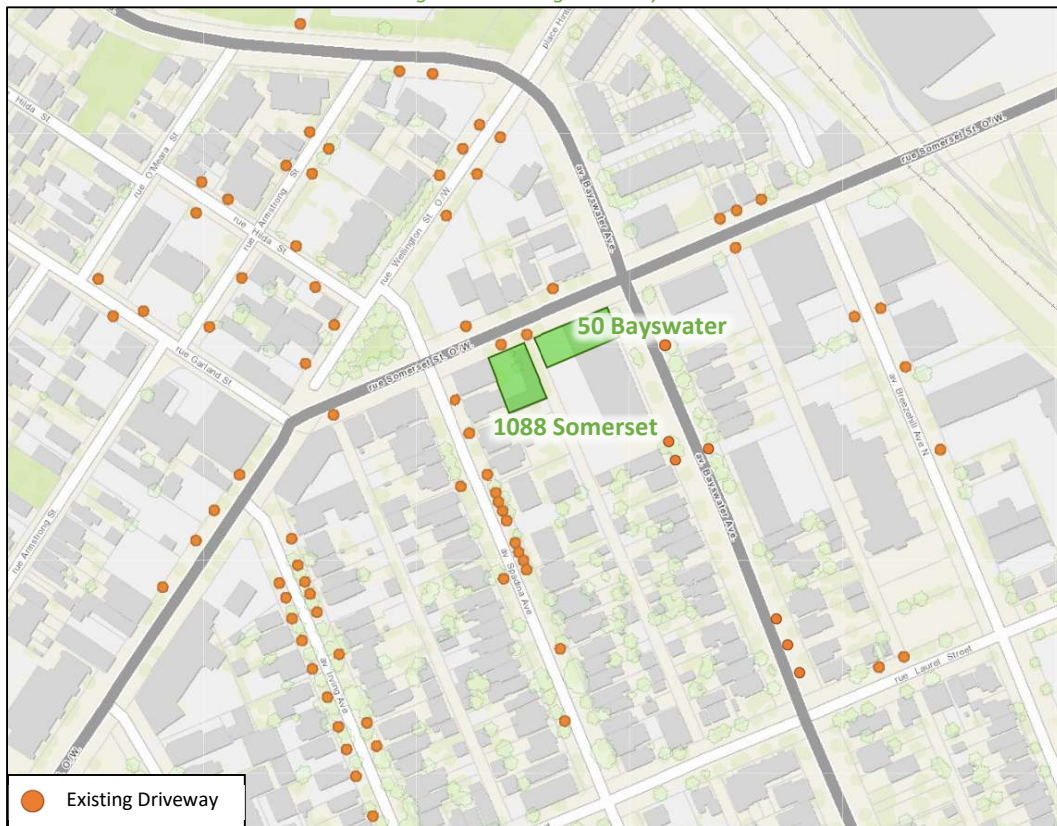 place Hinto
Hilda St
rue O'Meara St
rue Armstrong St
rue Hilda St
rue Wellington St. O/W.
av. Bayswater Ave.
rue Somerset St. O./W.
50 Bayswater
rue Somerset St. O./W.
rue Garland St
1088 Somerset
av. Breezehill Ave N
av. Bayswater Ave.
rue Armstrong St
av. Spadina Ave
rue Laurel Street
av. Irving Ave
t. O./W.
Existing Driveway